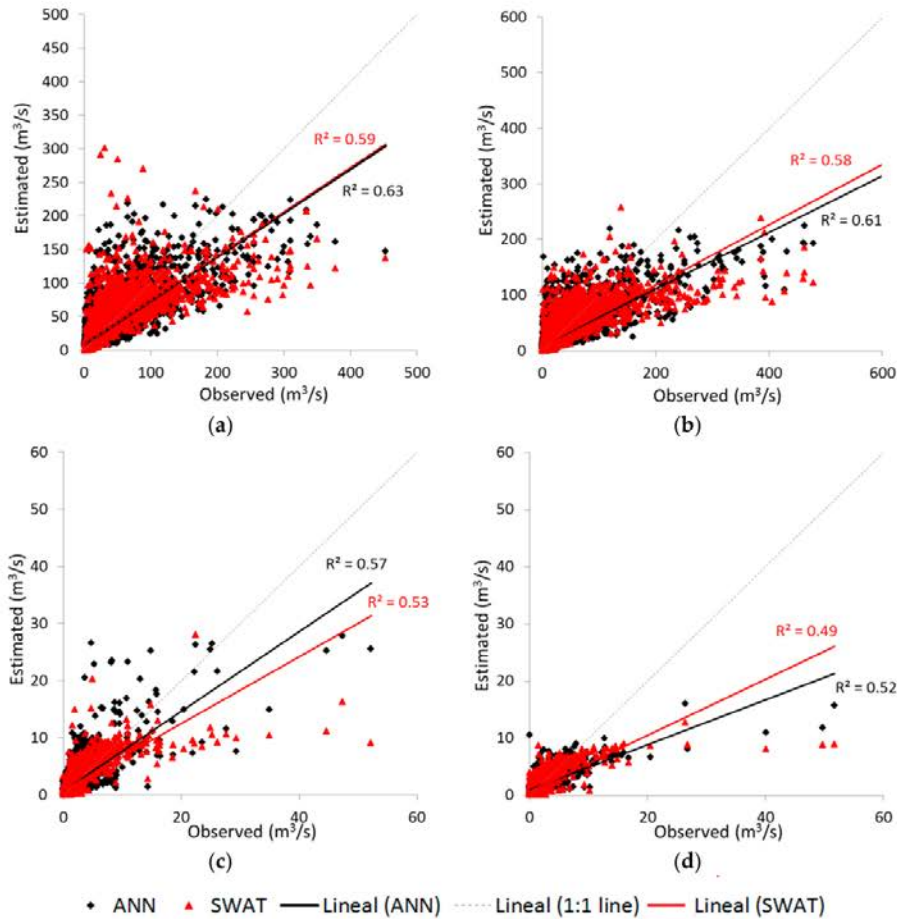 500
450
400
350
300
250
200
150
100
50
0
Estimated (m³/s)
R² = 0.59
R² = 0.63
0 100 200 300 400 500
Observed (m³/s)
(a)
600
500
400
300
200
100
0
Estimated (m³/s)
R² = 0.58
R² = 0.61
0 200 400 600
Observed (m³/s)
(b)
60
50
40
30
20
10
0
Estimated (m³/s)
R² = 0.57
R² = 0.53
0 20 40 60
Observed (m³/s)
(c)
60
50
40
30
20
10
0
Estimated (m³/s)
R² = 0.49
R² = 0.52
0 20 40 60
Observed (m³/s)
(d)
ANN SWAT Lineal (ANN) Lineal (1:1 line) Lineal (SWAT)